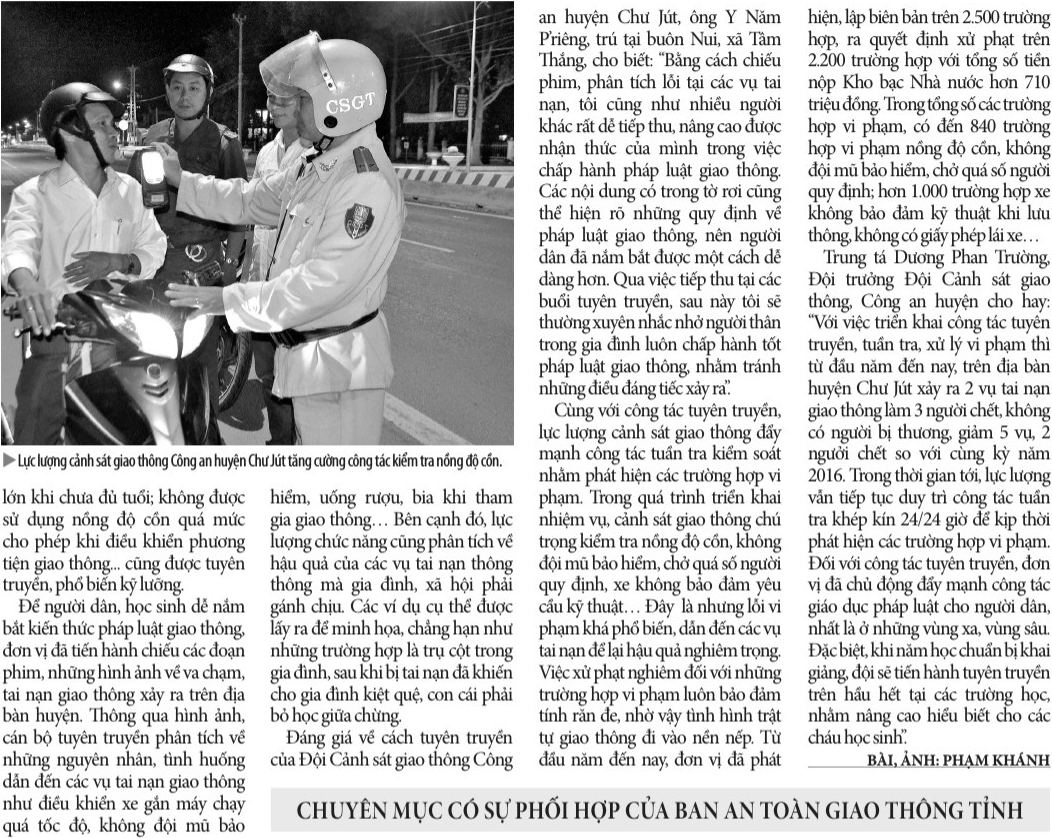 CSGT
Lực lượng cảnh sát giao thông Công an huyện Chư Jút tăng cường công tác kiểm tra nồng độ cồn.
lớn khi chưa đủ tuổi; không được
sử dụng nồng độ cồn quá mức
cho phép khi điều khiển phương
tiện giao thông... cũng được tuyên
truyền, phổ biến kỹ lưỡng.
Để người dân, học sinh dễ nắm
bắt kiến thức pháp luật giao thông,
đơn vị đã tiến hành chiếu các đoạn
phim, những hình ảnh về va chạm,
tai nạn giao thông xảy ra trên địa
bàn huyện. Thông qua hình ảnh,
cán bộ tuyên truyền phân tích về
những nguyên nhân, tình huống
dẫn đến các vụ tai nạn giao thông
như điều khiển xe gắn máy chạy
quá tốc độ, không đội mũ bảo
hiểm, uống rượu, bia khi tham
gia giao thông… Bên cạnh đó, lực
lượng chức năng cũng phân tích về
hậu quả của các vụ tai nạn thông
thông mà gia đình, xã hội phải
gánh chịu. Các ví dụ cụ thể được
lấy ra để minh họa, chẳng hạn như
những trường hợp là trụ cột trong
gia đình, sau khi bị tai nạn đã khiến
cho gia đình kiệt quệ, con cái phải
bỏ học giữa chừng.
Đáng giá về cách tuyên truyền
của Đội Cảnh sát giao thông Công
an huyện Chư Jút, ông Y Năm
P'riêng, trú tại buôn Nui, xã Tâm
Thắng, cho biết: “Bằng cách chiếu
phim, phân tích lỗi tại các vụ tai
nạn, tôi cũng như nhiều người
khác rất dễ tiếp thu, nâng cao được
nhận thức của mình trong việc
chấp hành pháp luật giao thông.
Các nội dung có trong tờ rơi cũng
thể hiện rõ những quy định về
pháp luật giao thông, nên người
dân đã nắm bắt được một cách dễ
dàng hơn. Qua việc tiếp thu tại các
buổi tuyên truyền, sau này tôi sẽ
thường xuyên nhắc nhở người thân
trong gia đình luôn chấp hành tốt
pháp luật giao thông, nhằm tránh
những điều đáng tiếc xảy ra”.
Cùng với công tác tuyên truyền,
lực lượng cảnh sát giao thông đẩy
mạnh công tác tuần tra kiểm soát
nhằm phát hiện các trường hợp vi
phạm. Trong quá trình triển khai
nhiệm vụ, cảnh sát giao thông chú
trọng kiểm tra nồng độ cồn, không
đội mũ bảo hiểm, chở quá số người
quy định, xe không bảo đảm yêu
cầu kỹ thuật… Đây là nhưng lỗi vi
phạm khá phổ biến, dẫn đến các vụ
tai nạn để lại hậu quả nghiêm trọng.
Việc xử phạt nghiêm đối với những
trường hợp vi phạm luôn bảo đảm
tính răn đe, nhờ vậy tình hình trật
tự giao thông đi vào nền nếp. Từ
đầu năm đến nay, đơn vị đã phát
hiện, lập biên bản trên 2.500 trường
hợp, ra quyết định xử phạt trên
2.200 trường hợp với tổng số tiền
nộp Kho bạc Nhà nước hơn 710
triệu đồng. Trong tổng số các trường
hợp vi phạm, có đến 840 trường
hợp vi phạm nồng độ cồn, không
đội mũ bảo hiểm, chở quá số người
quy định; hơn 1.000 trường hợp xe
không bảo đảm kỹ thuật khi lưu
thông, không có giấy phép lái xe…
Trung tá Dương Phan Trường,
Đội trưởng Đội Cảnh sát giao
thông, Công an huyện cho hay:
“Với việc triển khai công tác tuyên
truyền, tuần tra, xử lý vi phạm thì
từ đầu năm đến nay, trên địa bàn
huyện Chư Jút xảy ra 2 vụ tai nạn
giao thông làm 3 người chết, không
có người bị thương, giảm 5 vụ, 2
người chết so với cùng kỳ năm
2016. Trong thời gian tới, lực lượng
vẫn tiếp tục duy trì công tác tuần
tra khép kín 24/24 giờ để kịp thời
phát hiện các trường hợp vi phạm.
Đối với công tác tuyên truyền, đơn
vị đã chủ động đẩy mạnh công tác
giáo dục pháp luật cho người dân,
nhất là ở những vùng xa, vùng sâu.
Đặc biệt, khi năm học chuẩn bị khai
giảng, đội sẽ tiến hành tuyên truyền
trên hầu hết tại các trường học,
nhằm nâng cao hiểu biết cho các
cháu học sinh”.
BÀI, ẢNH: PHẠM KHÁNH
CHUYÊN MỤC CÓ SỰ PHỐI HỢP CỦA BAN AN TOÀN GIAO THÔNG TỈNH